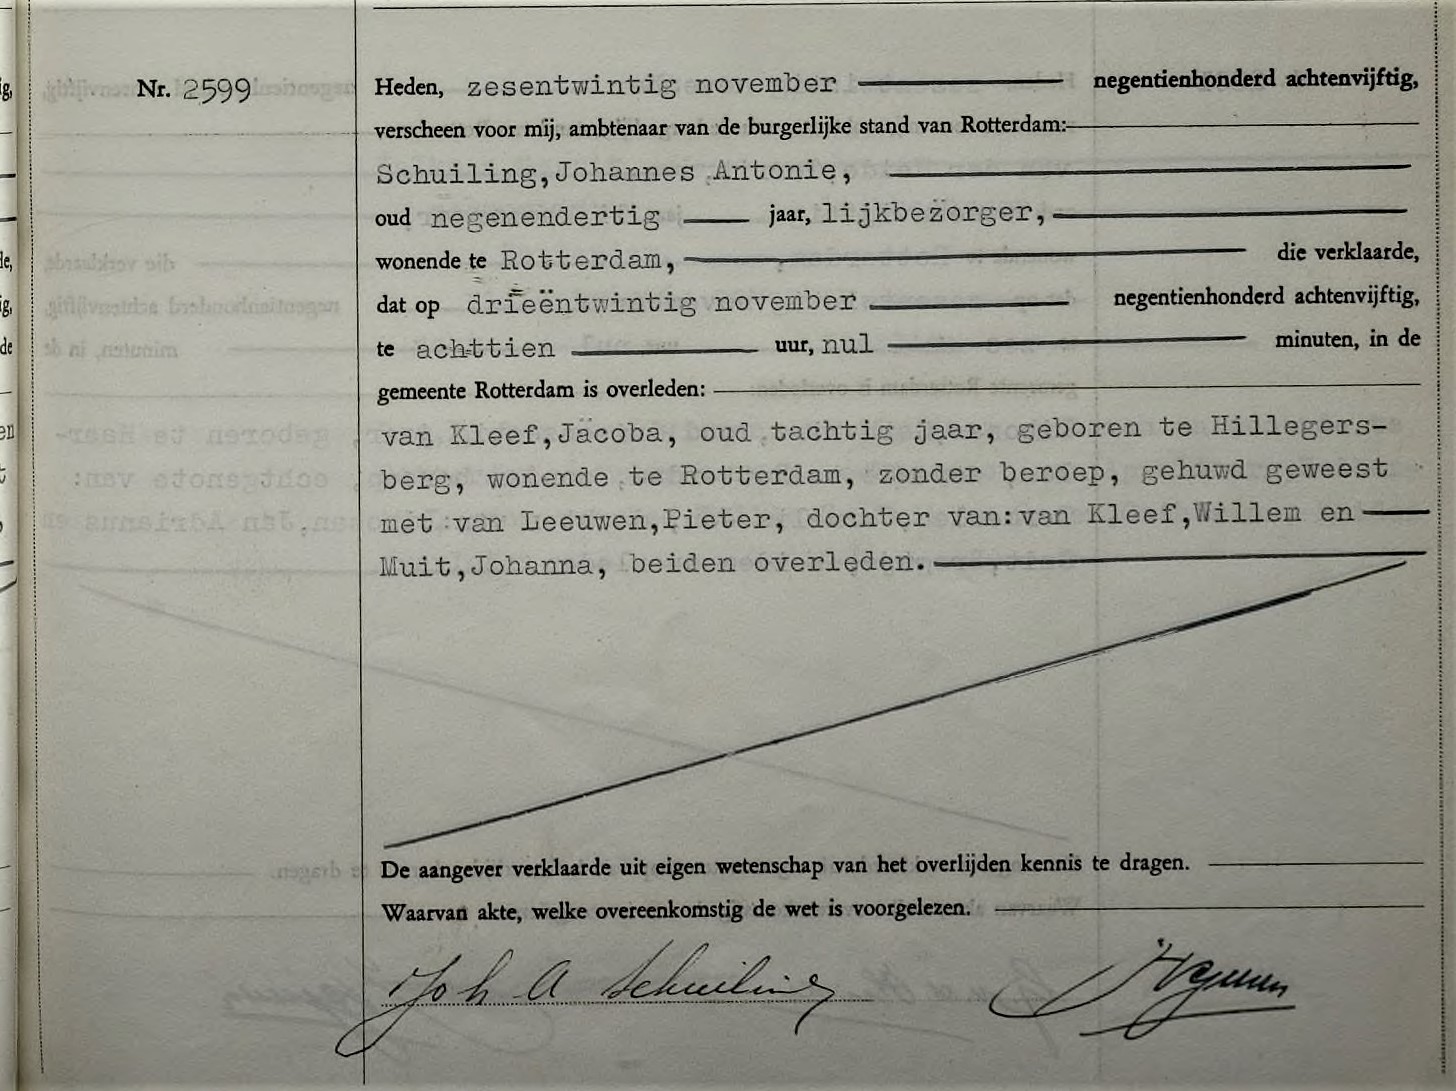 Nr. 2599
Heden, zesentwintig november negentienhonderd achtenvijftig,
verscheen voor mij, ambtenaar van de burgerlijke stand van Rotterdam:
Schuiling, Johannes Antonie,
oud negenendertig jaar, lijkbezorger,
wonende te Rotterdam, die verklaarde,
dat op drieëntwintig november negentienhonderd achtenvijftig,
te achttien uur, nul minuten, in de
gemeente Rotterdam is overleden:
van Kleef, Jacoba, oud tachtig jaar, geboren te Hillegers-
berg, wonende te Rotterdam, zonder beroep, gehuwd geweest
met van Leeuwen, Pieter, dochter van: van Kleef, Willem en
Muit, Johanna, beiden overleden.
De aangever verklaarde uit eigen wetenschap van het overlijden kennis te dragen.
Waarvan akte, welke overeenkomstig de wet is voorgelezen.
Joh A Schuiling